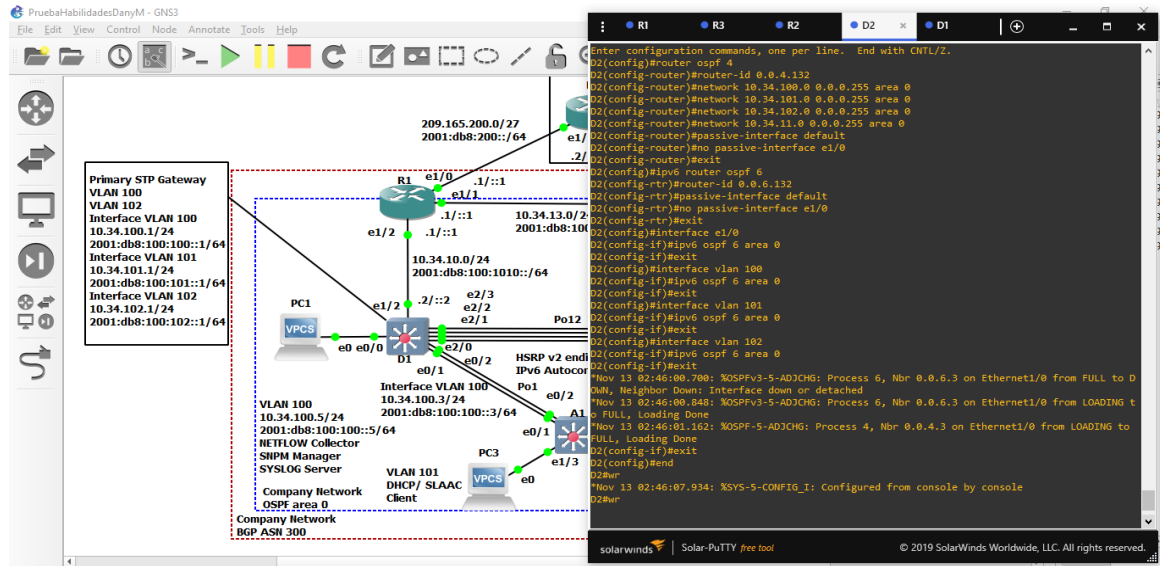 PruebaHabilidadesDanyM - GNS3
File Edit View Control Node Annotate Tools Help
209.165.200.0/27
2001:db8:200::/64
e1/
.2/
Primary STP Gateway
VLAN 100
VLAN 102
Interface VLAN 100
10.34.100.1/24
2001:db8:100:100::1/64
Interface VLAN 101
10.34.101.1/24
2001:db8:100:101::1/64
Interface VLAN 102
10.34.102.1/24
2001:db8:100:102::1/64
R1
e1/0
.1/::1
e1/1
.1/::1
10.34.13.0/2
2001:db8:100
e1/2
.1/::1
10.34.10.0/24
2001:db8:100:1010::/64
PC1
e1/2
.2/::2
e2/3
e2/2
e2/1
Po12
VPCS
e0 e0/0
D1
e2/0
e0/2
e0/1
HSRP v2 endi
IPv6 Autocor
Interface VLAN 100
10.34.100.3/24
2001:db8:100:100::3/64
Po1
e0/2
VLAN 100
10.34.100.5/24
2001:db8:100:100::5/64
NETFLOW Collector
SNPM Manager
SYSLOG Server
A1
e0/1
e1/3
PC3
VPCS
e0
VLAN 101
DHCP/ SLAAC
Client
Company Network
OSPF area 0
Company Network
BGP ASN 300
R1 R3 R2 D2 × D1
Enter configuration commands, one per line. End with CNTL/Z.
D2(config)#router ospf 4
D2(config-router)#router-id 0.0.4.132
D2(config-router)#network 10.34.100.0 0.0.0.255 area 0
D2(config-router)#network 10.34.101.0 0.0.0.255 area 0
D2(config-router)#network 10.34.102.0 0.0.0.255 area 0
D2(config-router)#network 10.34.11.0 0.0.0.255 area 0
D2(config-router)#passive-interface default
D2(config-router)#no passive-interface e1/0
D2(config-router)#exit
D2(config)#ipv6 router ospf 6
D2(config-rtr)#router-id 0.0.6.132
D2(config-rtr)#passive-interface default
D2(config-rtr)#no passive-interface e1/0
D2(config-rtr)#exit
D2(config)#interface e1/0
D2(config-if)#ipv6 ospf 6 area 0
D2(config-if)#exit
D2(config)#interface vlan 100
D2(config-if)#ipv6 ospf 6 area 0
D2(config-if)#exit
D2(config)#interface vlan 101
D2(config-if)#ipv6 ospf 6 area 0
D2(config-if)#exit
D2(config)#interface vlan 102
D2(config-if)#ipv6 ospf 6 area 0
D2(config-if)#exit
*Nov 13 02:46:00.700: %OSPFv3-5-ADJCHG: Process 6, Nbr 0.0.6.3 on Ethernet1/0 from FULL to D
OWN, Neighbor Down: Interface down or detached
*Nov 13 02:46:00.848: %OSPFv3-5-ADJCHG: Process 6, Nbr 0.0.6.3 on Ethernet1/0 from LOADING t
o FULL, Loading Done
*Nov 13 02:46:01.162: %OSPF-5-ADJCHG: Process 4, Nbr 0.0.4.3 on Ethernet1/0 from LOADING to
FULL, Loading Done
D2(config-if)#exit
D2(config)#end
D2#wr
*Nov 13 02:46:07.934: %SYS-5-CONFIG_I: Configured from console by console
D2#wr
solarwinds Solar-PuTTY free tool © 2019 SolarWinds Worldwide, LLC. All rights reserved.